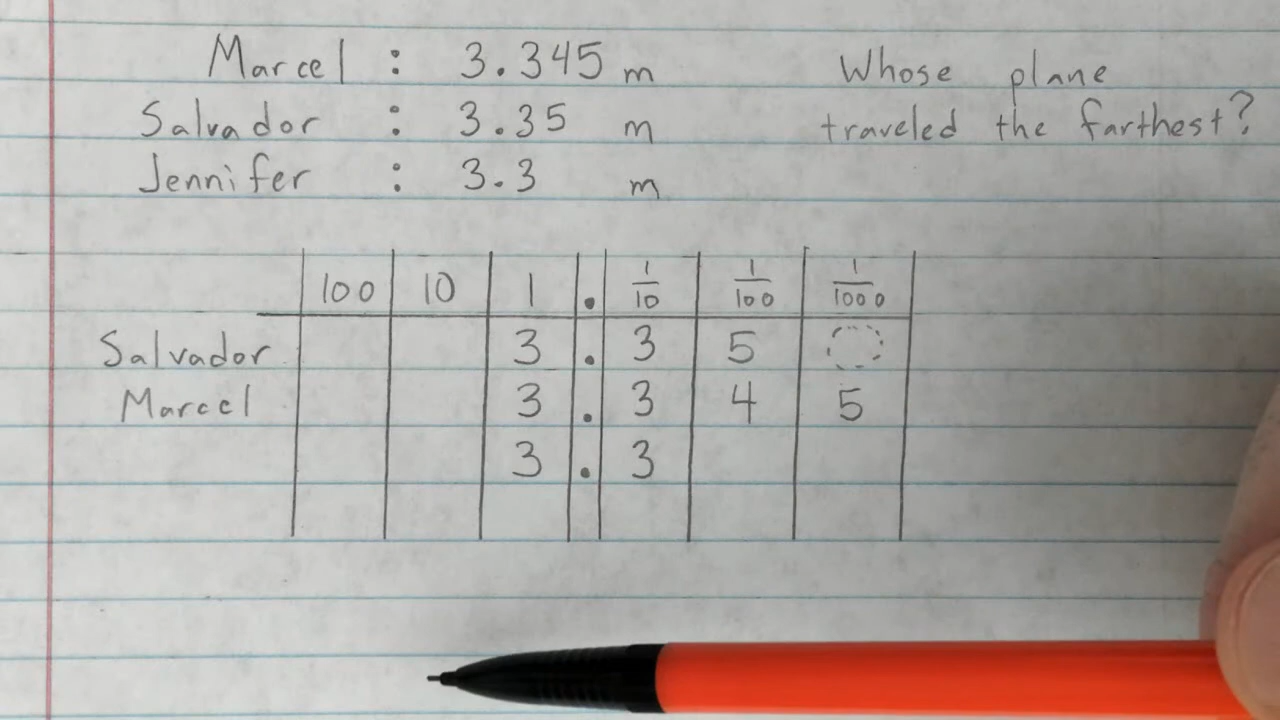 Marcel : 3.345 m
Salvador : 3.35 m
Jennifer : 3.3 m
Whose plane
traveled the farthest?
100 10 1 . 1/10 1/100 1/1000
Salvador 3 . 3 5
Marcel 3 . 3 4 5
3 . 3